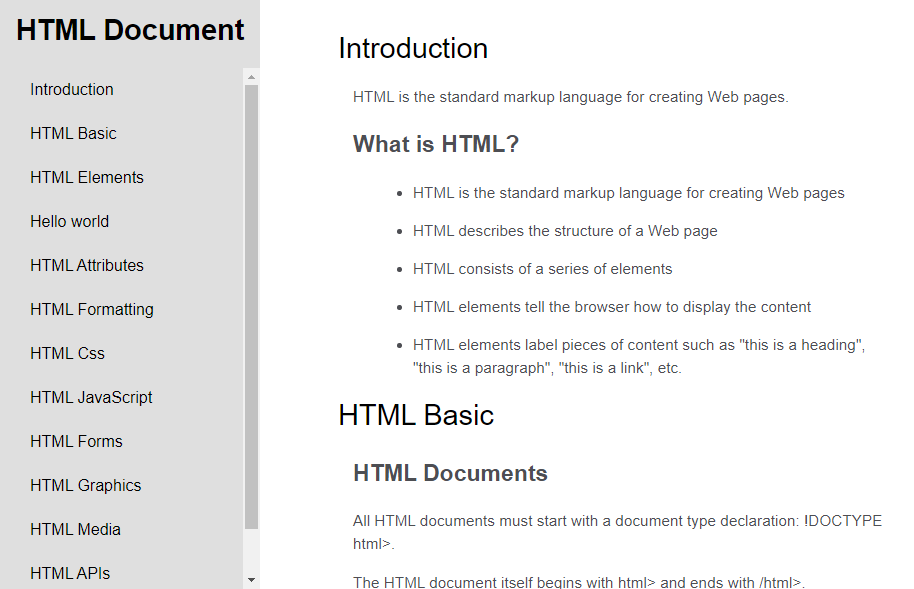 HTML Document
Introduction
HTML Basic
HTML Elements
Hello world
HTML Attributes
HTML Formatting
HTML Css
HTML JavaScript
HTML Forms
HTML Graphics
HTML Media
HTML APIs
Introduction
HTML is the standard markup language for creating Web pages.
What is HTML?
HTML is the standard markup language for creating Web pages
HTML describes the structure of a Web page
HTML consists of a series of elements
HTML elements tell the browser how to display the content
HTML elements label pieces of content such as "this is a heading",
"this is a paragraph", "this is a link", etc.
HTML Basic
HTML Documents
All HTML documents must start with a document type declaration: !DOCTYPE
html>.
The HTML document itself begins with html> and ends with /html>.